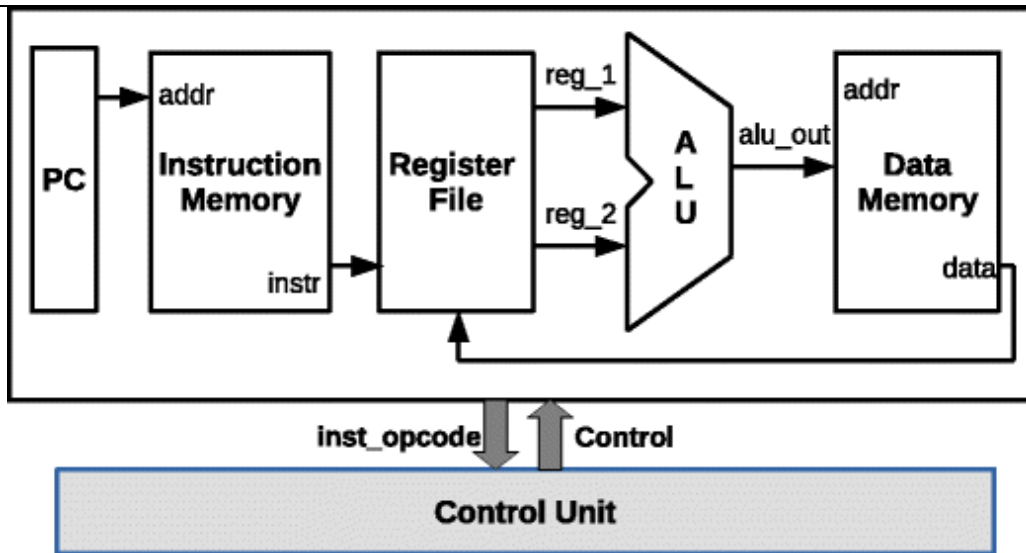 PC
addr
Instruction
Memory
instr
Register
File
reg_1
reg_2
A
L
U
alu_out
addr
Data
Memory
data
inst_opcode
Control
Control Unit